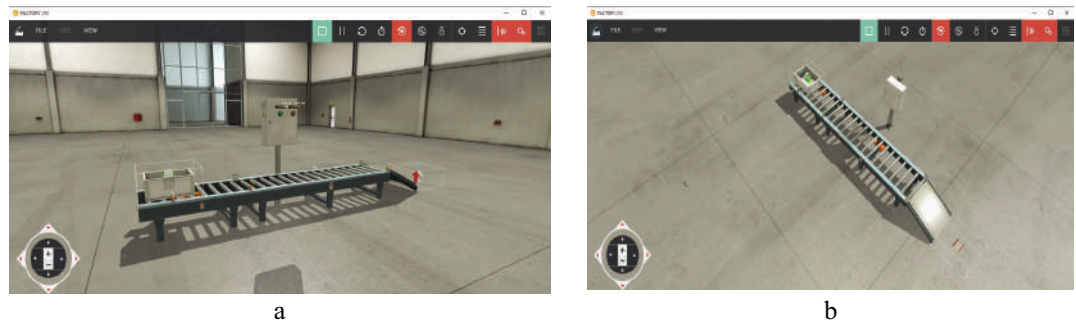 FACTORY I/O
FILE EDIT VIEW
FACTORY I/O
FILE EDIT VIEW
a
b